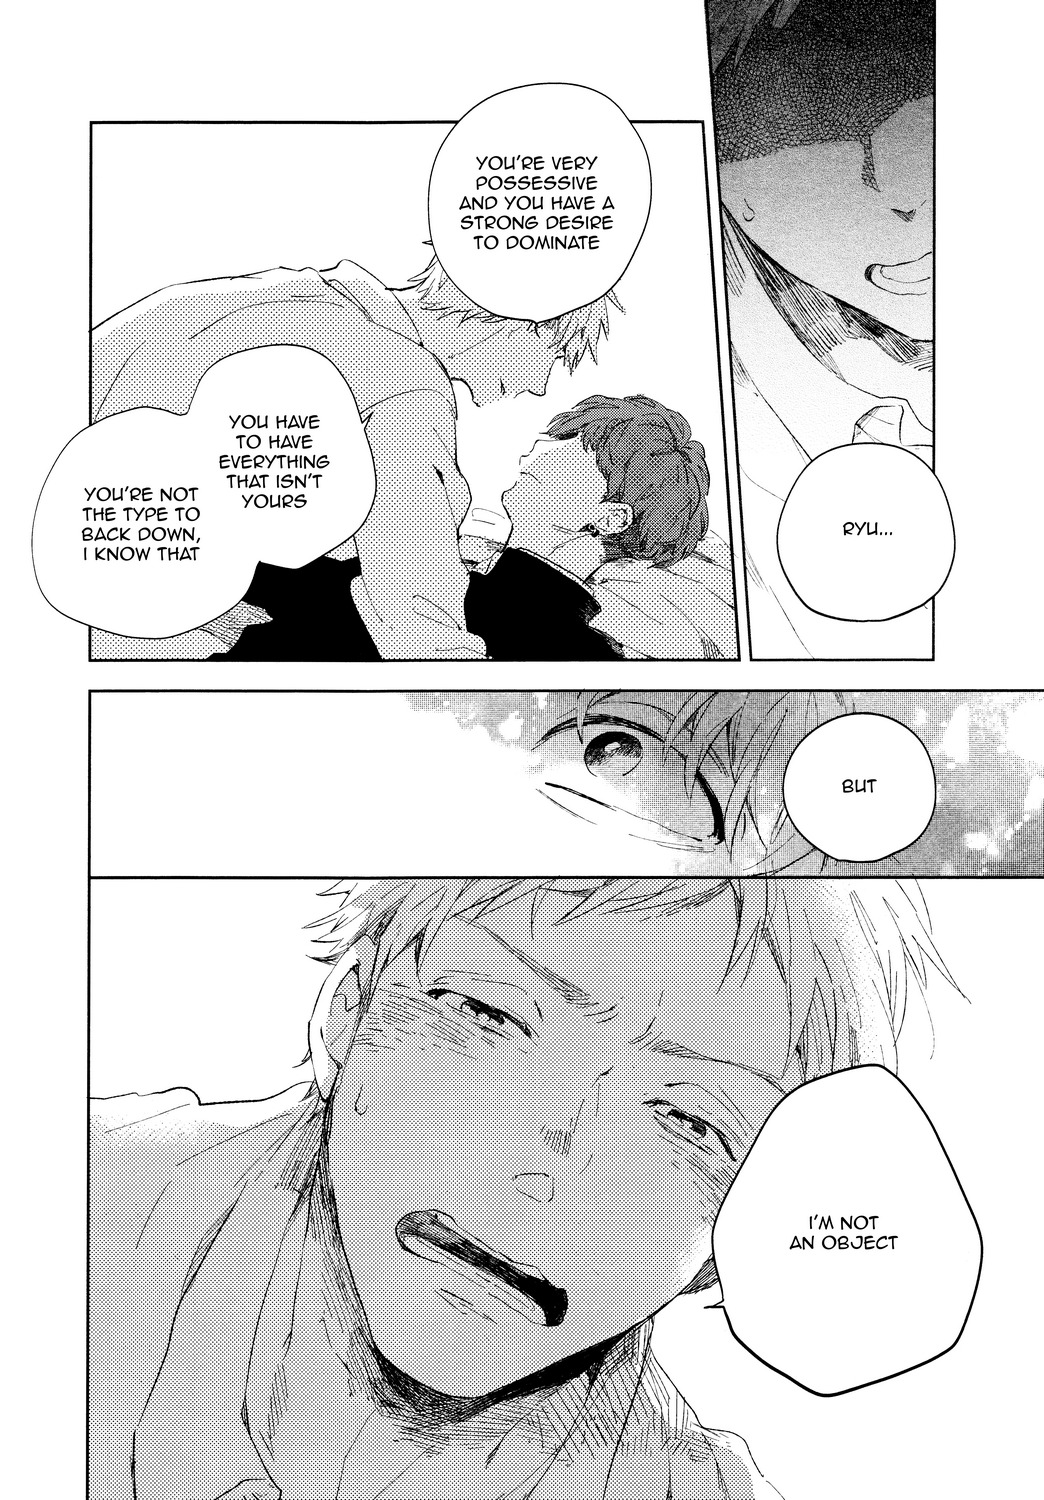 RYU...
YOU'RE VERY
POSSESSIVE
AND YOU HAVE A
STRONG DESIRE
TO DOMINATE
YOU HAVE
TO HAVE
EVERYTHING
THAT ISN'T
YOURS
YOU'RE NOT
THE TYPE TO
BACK DOWN,
I KNOW THAT
BUT
I'M NOT
AN OBJECT